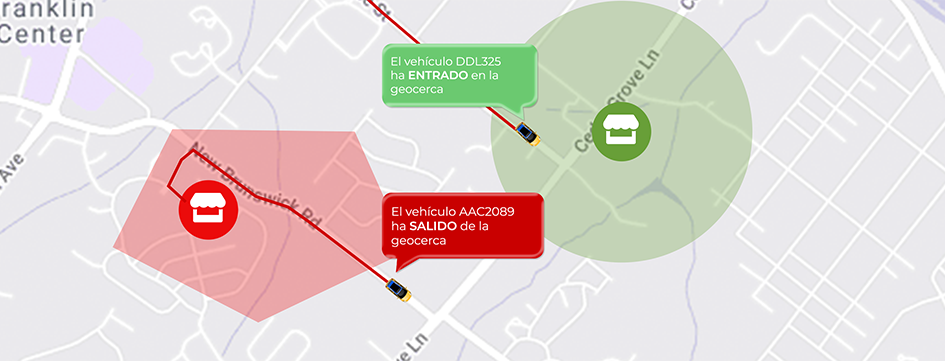 ranklin
Center
e St
El vehículo DDL325
ha ENTRADO en la
geocerca
Grove Ln
New Brunswick Rd
Ave
El vehículo AAC2089
ha SALIDO de la
geocerca
ve Ln